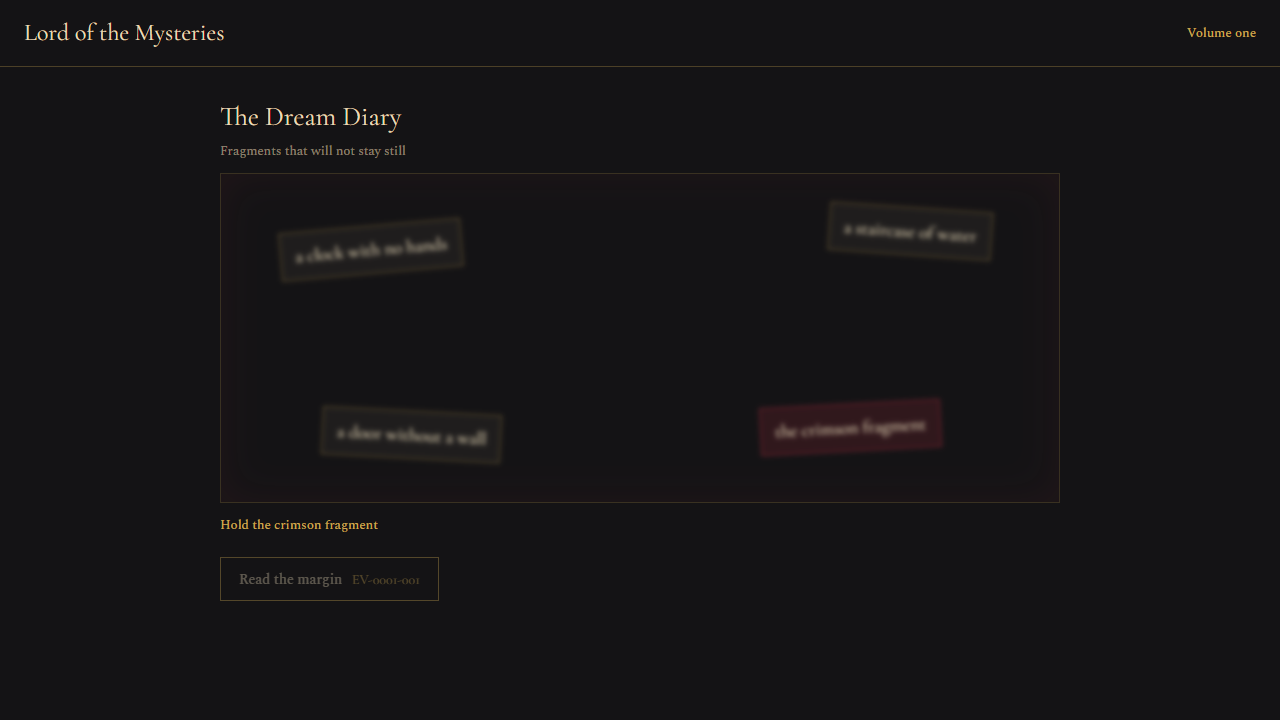 Lord of the Mysteries
Volume one
The Dream Diary
Fragments that will not stay still
a clock with no hands
a staircase of water
a door without a wall
the crimson fragment
Hold the crimson fragment
Read the margin EV-0001-001